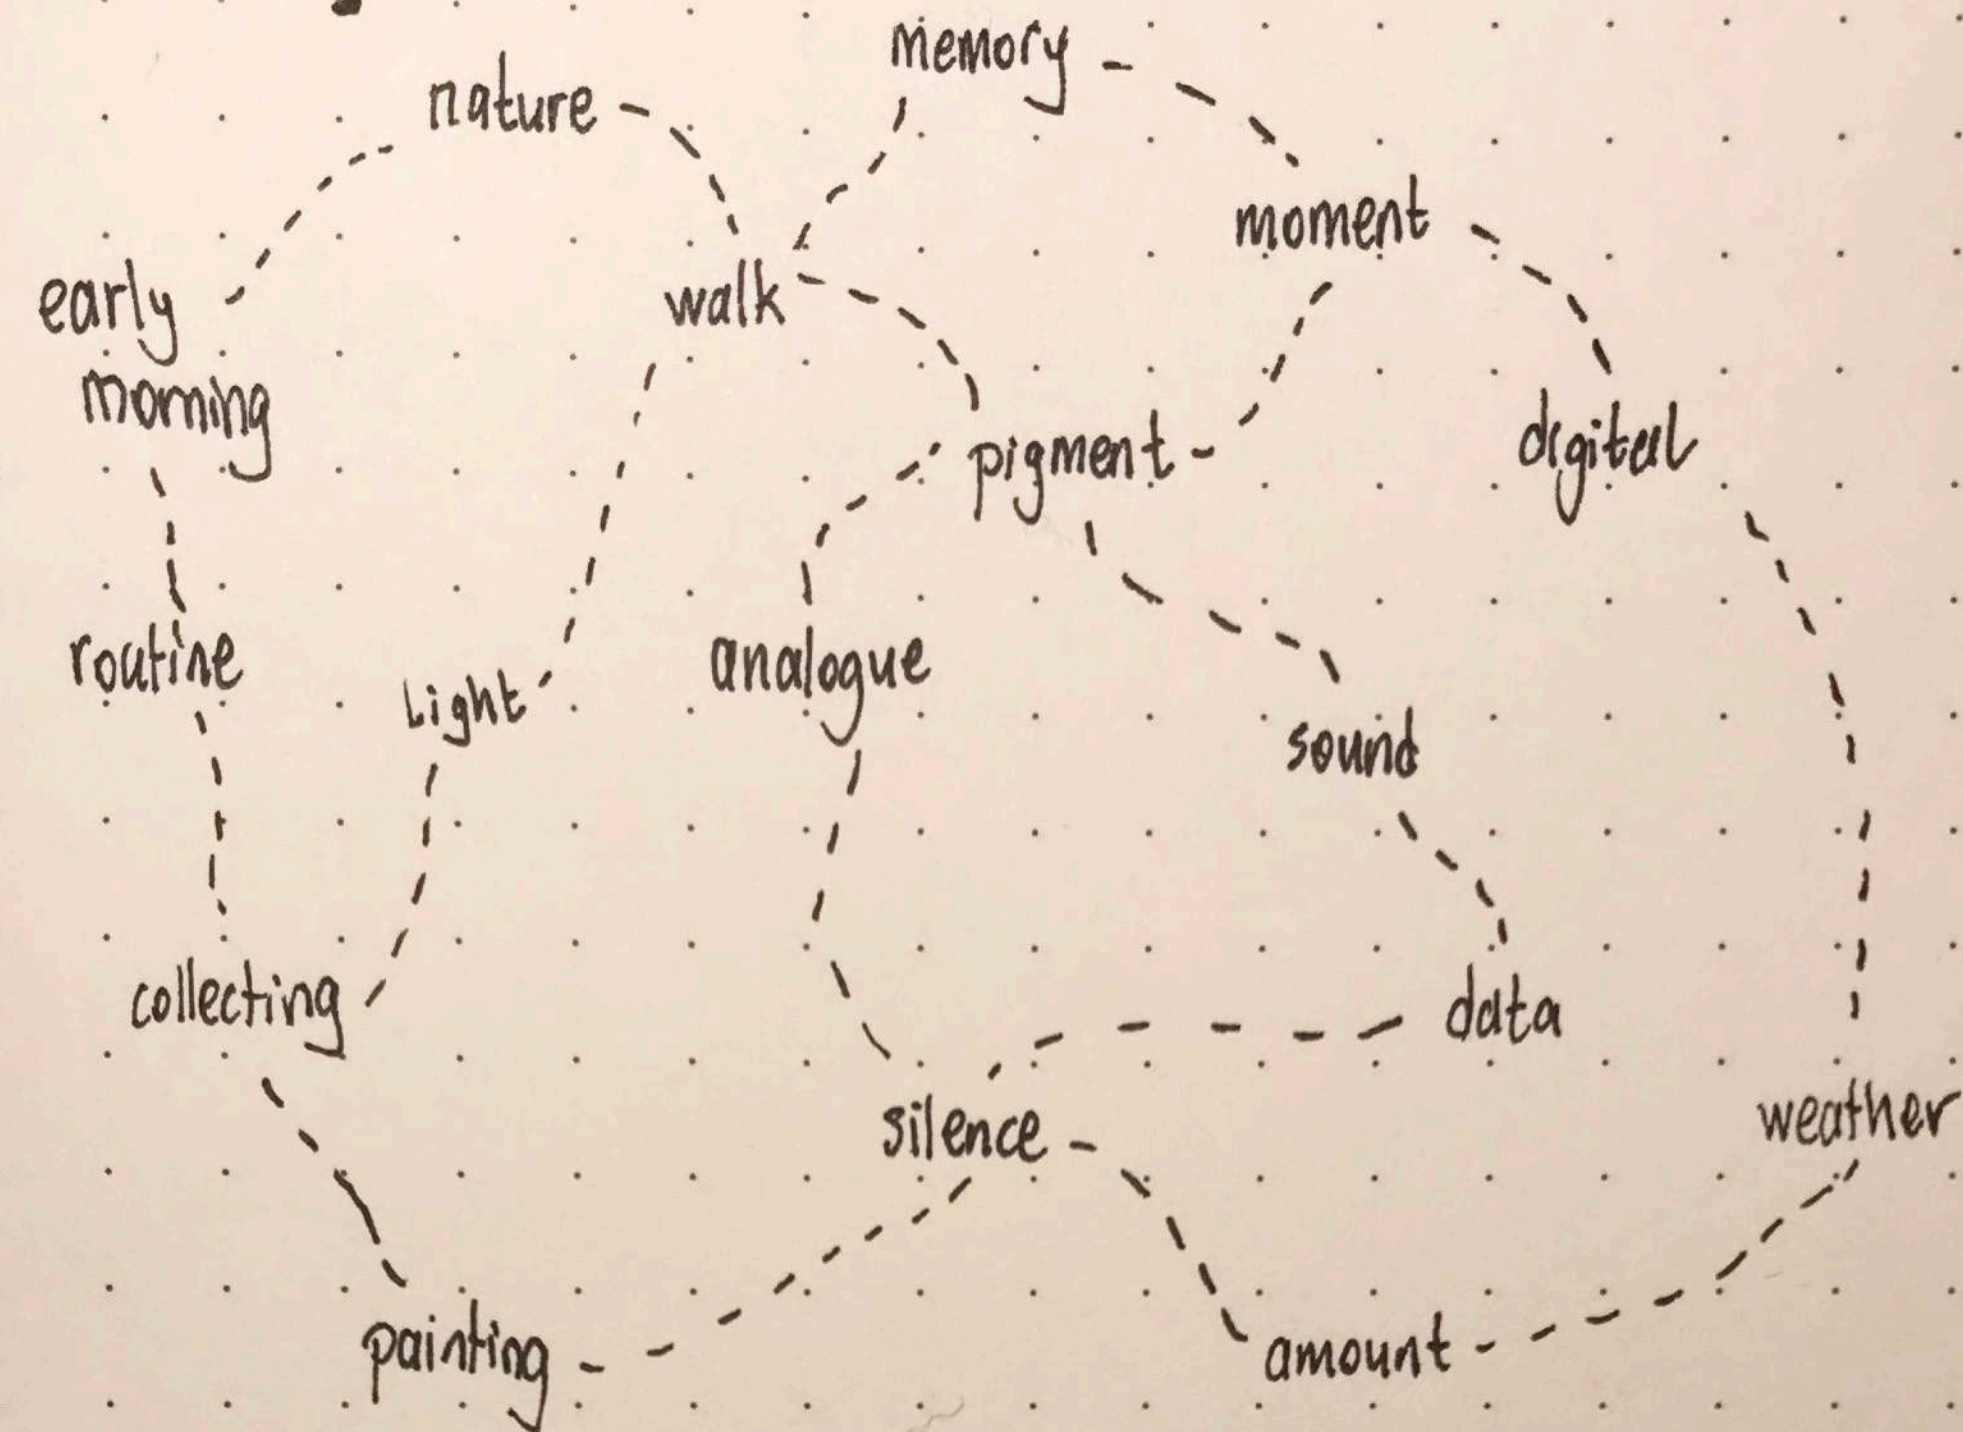 memory
nature
moment
early
morning
walk
pigment
digital
routine
Light
analogue
sound
collecting
data
silence
weather
painting
amount